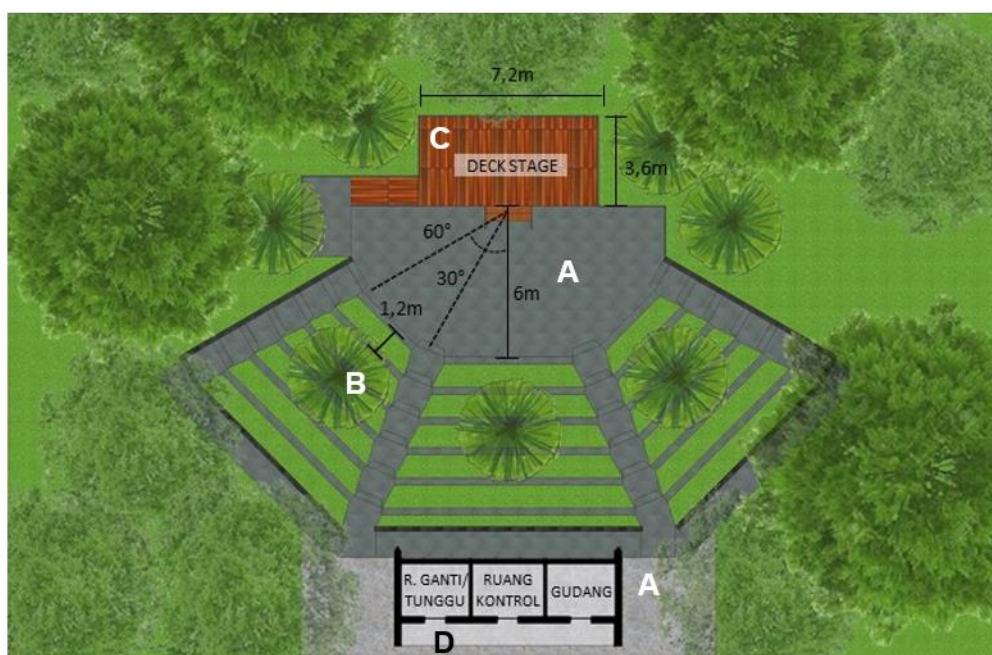 7,2m
C
DECK STAGE
3,6m
60°
A
30°
6m
1,2m
B
R. GANTI/
TUNGGU
RUANG
KONTROL
GUDANG
A
D